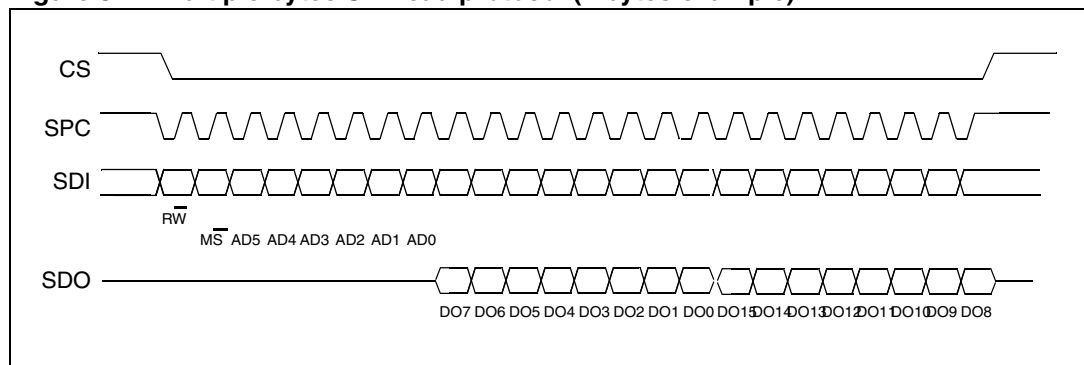 CS
SPC
SDI
RW
MS AD5 AD4 AD3 AD2 AD1 AD0
SDO
DO7 DO6 DO5 DO4 DO3 DO2 DO1 DO0 DO15 DO14 DO13 DO12 DO11 DO10 DO9 DO8